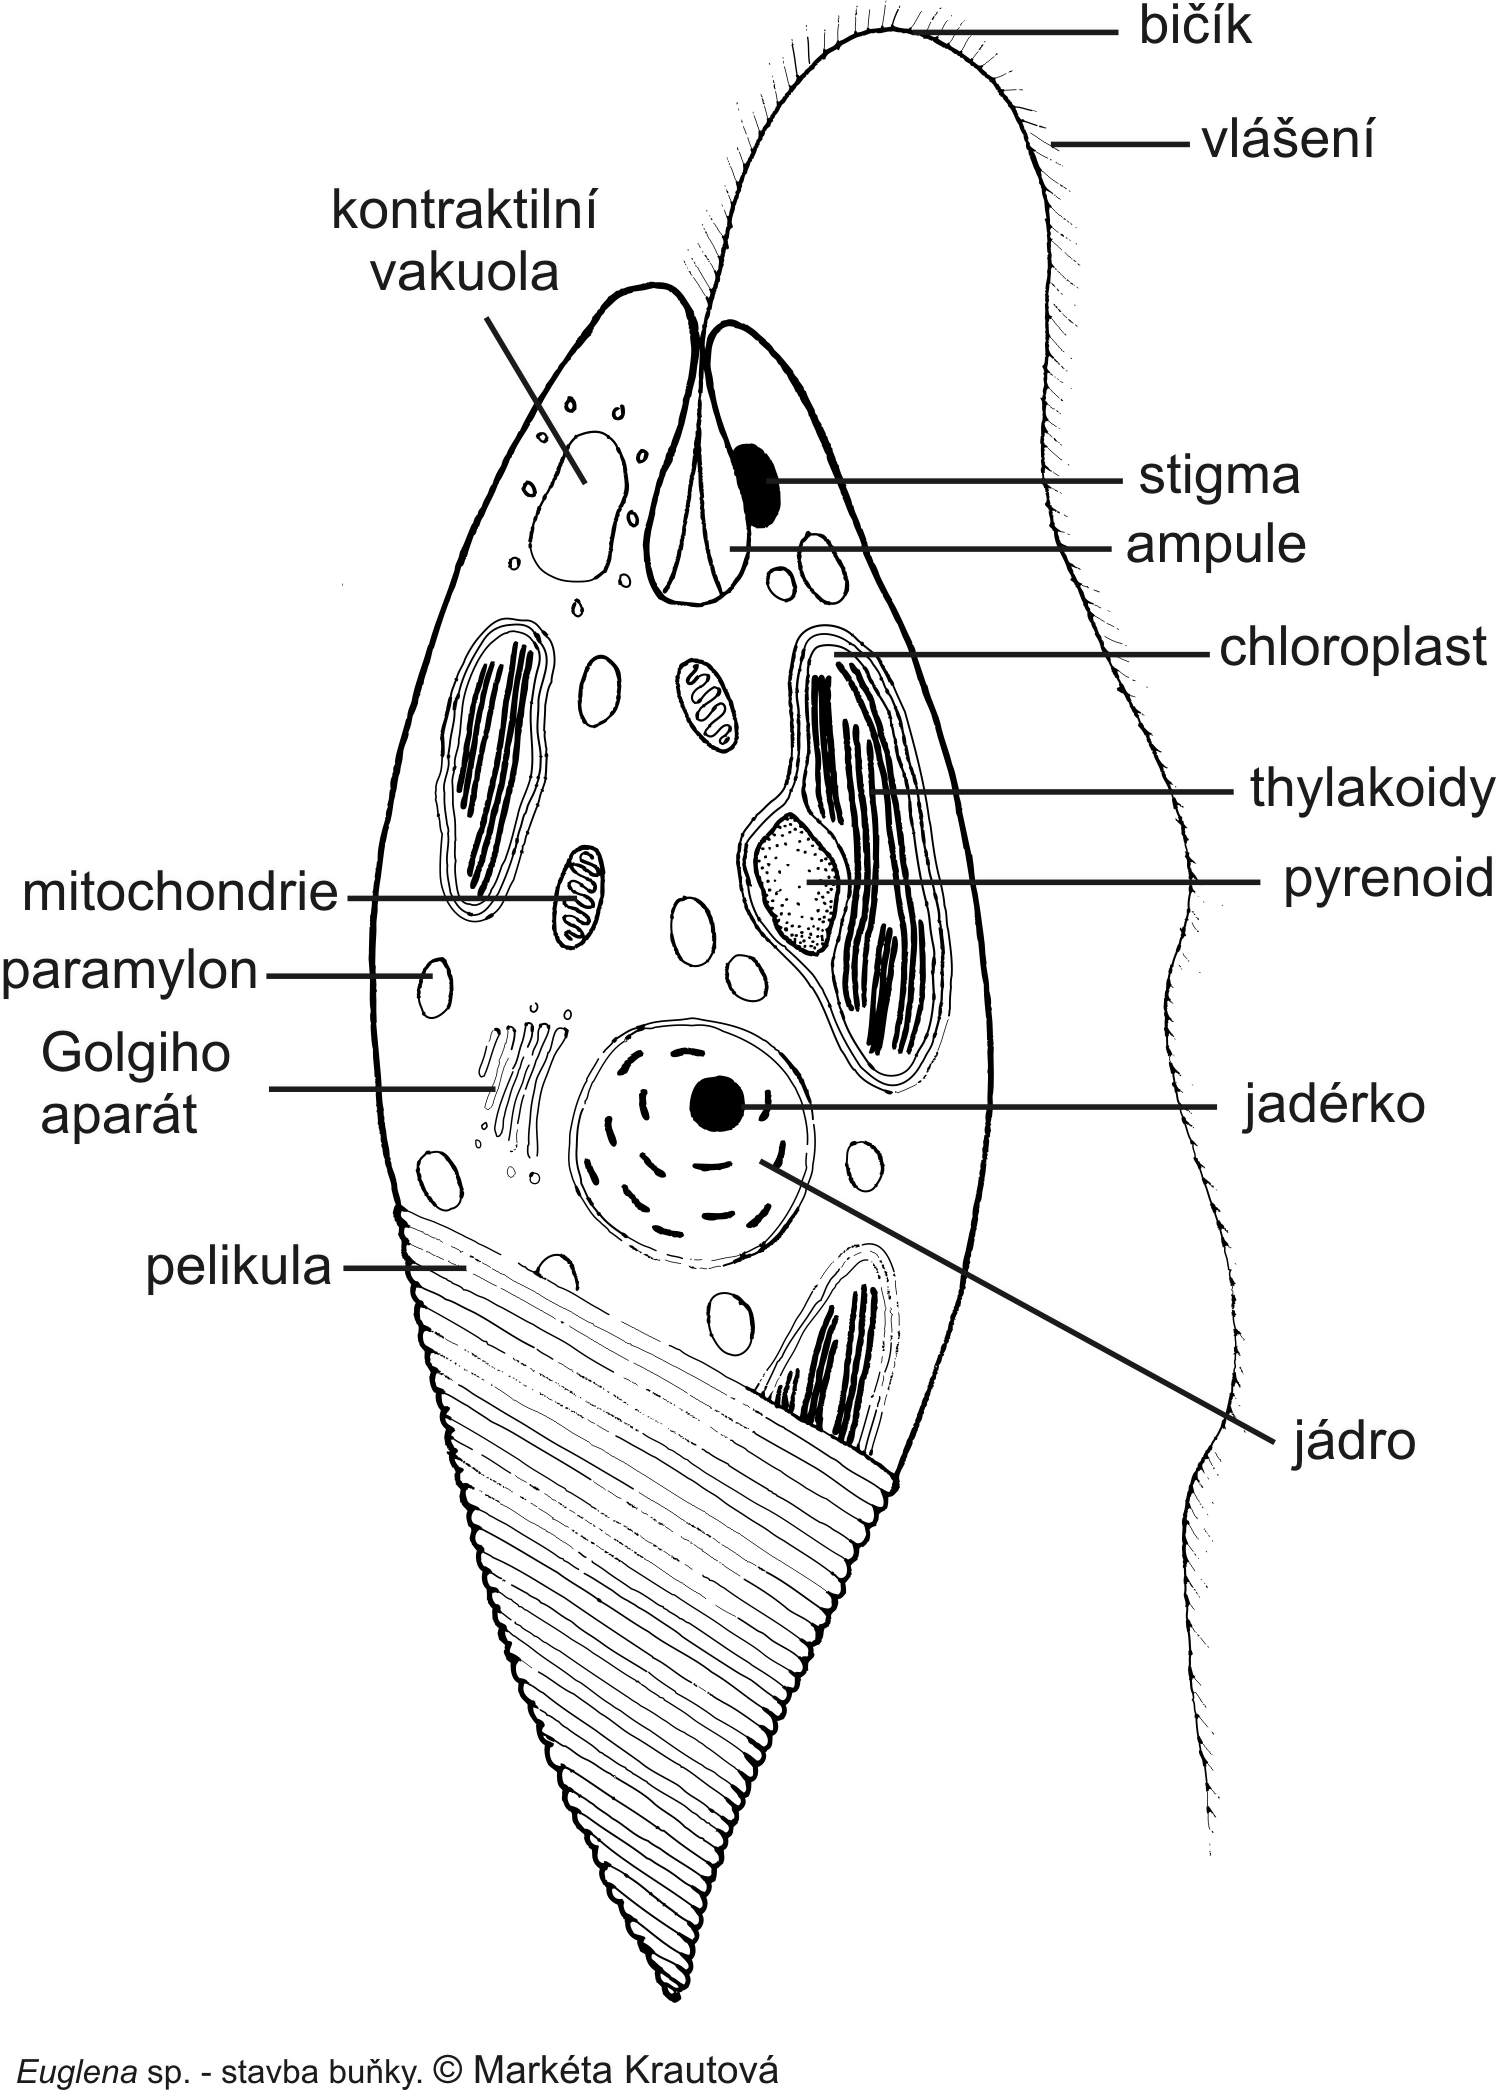 bičík
vlášení
kontraktilní
vakuola
stigma
ampule
chloroplast
thylakoidy
pyrenoid
mitochondrie
paramylon
Golgiho
aparát
jadérko
pelikula
jádro
Euglena sp. - stavba buňky. © Markéta Krautová